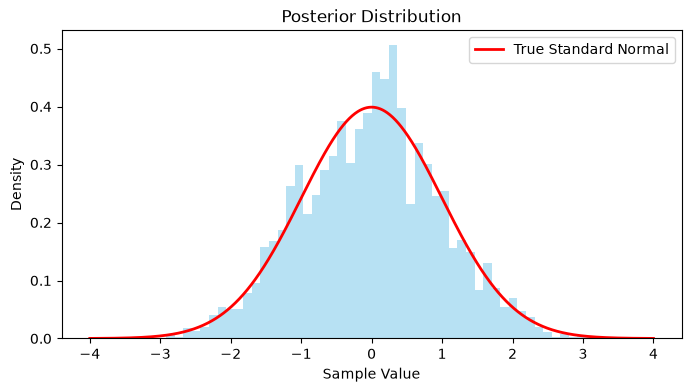 Posterior Distribution
True Standard Normal
Density
0.5
0.4
0.3
0.2
0.1
0.0
−4 −3 −2 −1 0 1 2 3 4
Sample Value